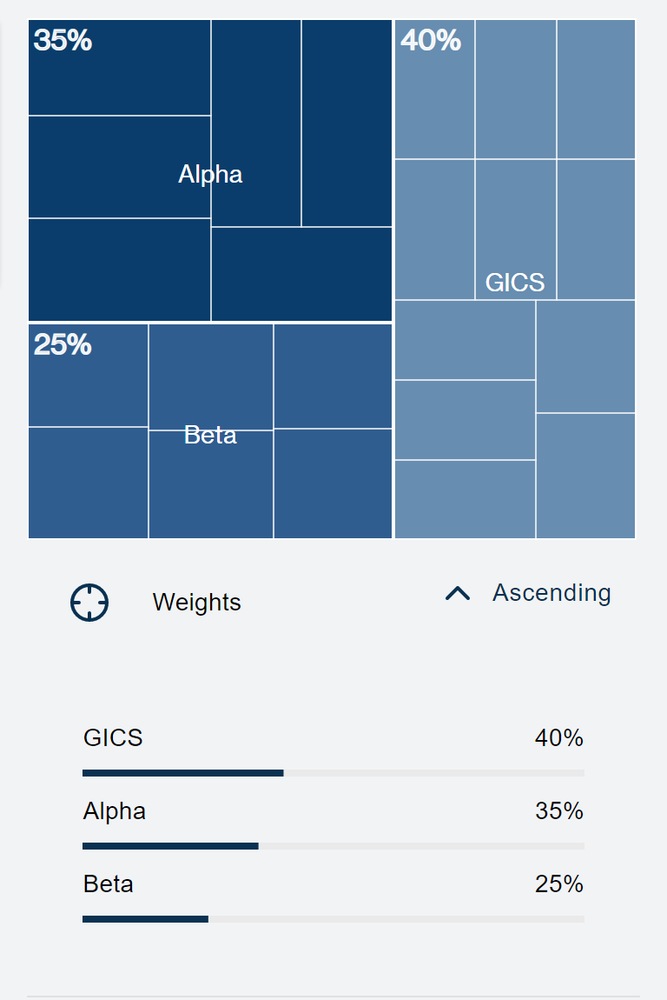 35%
40%
Alpha
GICS
25%
Beta
Weights
Ascending
GICS 40%
Alpha 35%
Beta 25%